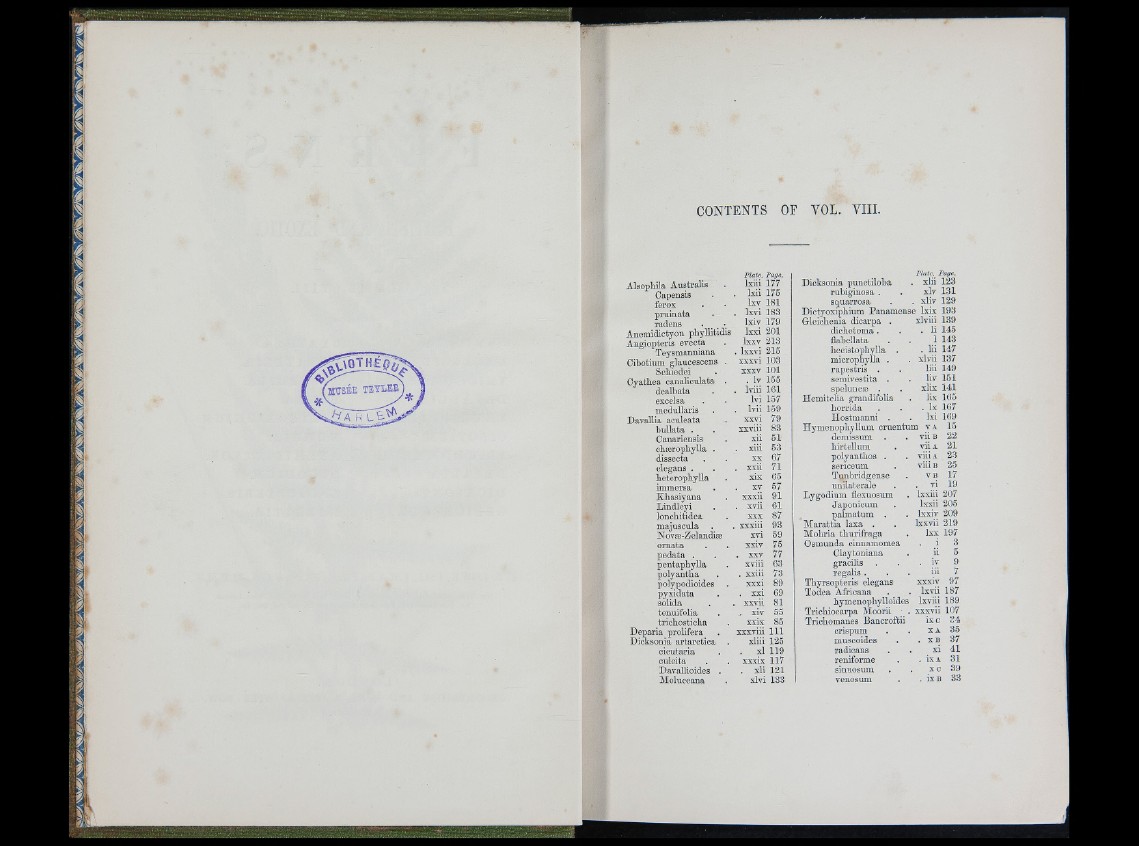 BIBLIOTHÉQUE
MUSÉE TEYLER
HARLEM
CONTENTS OF VOL. VIII.
Plate. Page.
Alsophila Australis . lxiii 177
Capensis . . lxii 175
ferox . . lxv 181
pruinata . . lxvi 183
radens . . lxiv 179
Anemidictyon phyllitidis lxxi 201
Angiopteris evecta . lxxv 213
Teysmanniana . lxxvi 215
Cibotium glaucescens . xxxvi 103
Schiedei . xxxv 101
Cyathea canaliculata . . lv 155
dealbata . . lviii 161
excelsa . . lvi 157
medullaris . . lvii 159
Davallia aculeata . xxvi 79
bullata . . xxviii 83
Canariensis . xii 51
chærophylla . . xiii 53
dissecta . . xx 67
elegans . . . xxii 71
heterophylla . xix 65
immersa . . xv 57
Khasiyana . xxxii 91
Lindleyi . . xvii 61
lonchitidea . xxx 87
majuscula . . xxxiii 93
Novæ-Zelandiæ xvi 59
ornata . . xxiv 75
pedata . . . xxv 77
pentaphylla . xviii 63
polyantha . . xxiii 73
polypodioides . xxxi 89
pyxidata . . xxi 69
solida . . xxvii 81
tenuifolia . . xiv 55
trichosticha . xxix 85
Deparia prolifera . xxxviii 111
Dicksonia antarctica . xliii 125
cicutaria . . xl 119
culcita . . xxxix 117
Davallioides . . xli 121
Moluccana . xlvi 133
Plate. Page.
Dicksonia punctiloba . xlii 123
rubiginosa . . xlv 131
squarrosa . . xliv 129
Dictyoxiphium Panamense lxix 193
Gleichenia dicarpa . xlviii 139
dichotoma . . . li 145
flabellata . . l 143
hecistophylla . . lii 147
microphylla . . xlvii 137
rupestris . . liii 149
semivestita . . liv 151
speluncæ . . xlix 141
Hemitelia grandifolia . lix 165
horrida . . . lx 167
Hostmanni . . lxi 169
Hymenophyllum cruentum v A 15
demissum . . vii B 22
hirtellum . vii A 21
polyanthos . . viii A 23
sericeum . viii B 25
Tunbridgense . v B 17
unilaterale . . vi 19
Lygodium flexuosum . lxxiii 207
Japonicum . lxxii 205
palmatum . . lxxiv 209
Marattia laxa . . lxxvii 219
Mohria thurifraga . lxx 197
Osmunda cinnamomea . i 3
Claytoniana . ii 5
gracilis . . . iv 9
regalis . . . iii 7
Thyrsopteris elegans xxxiv 97
Todea Africana . . lxvii 187
hymenophylloides lxviii 189
Trichiocarpa Moorii . xxxvii 107
Trichomanes Bancroftii ix C 34
crispum . . x A 35
muscoides . . x B 37
radicans . . xi 41
reniforme . . ix A 31
sinuosum . . x C 39
venosum . . ix B 33